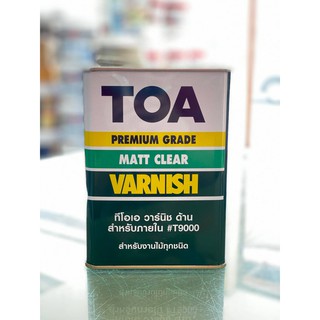 TOA
PREMIUM GRADE
MATT CLEAR
VARNISH
ทีโอเอ วาร์นิช ด้าน
สำหรับภายใน #T9000
สำหรับงานไม้ทุกชนิด